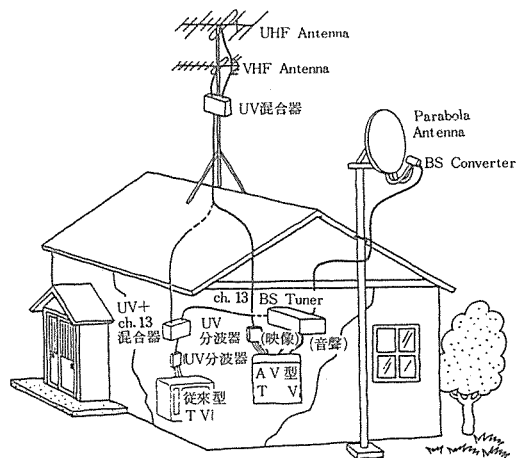 UHF Antenna
VHF Antenna
UV混合器
Parabola
Antenna
BS Converter
UV＋
ch.13
混合器
ch. 13
BS Tuner
UV
分波器
(映像)
(音聲)
UV分波器
從來型
T V
A V 型
T V